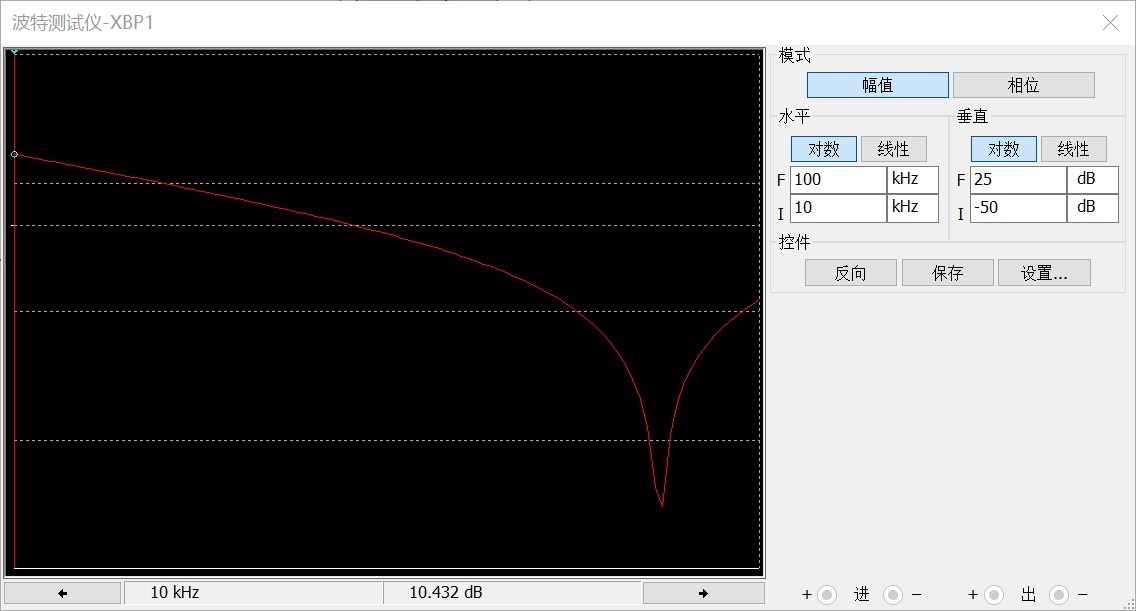 波特测试仪-XBP1
模式
幅值 相位
水平 垂直
对数 线性 对数 线性
F 100 kHz F 25 dB
I 10 kHz I -50 dB
控件
反向 保存 设置...
10 kHz 10.432 dB + 进 − + 出 −